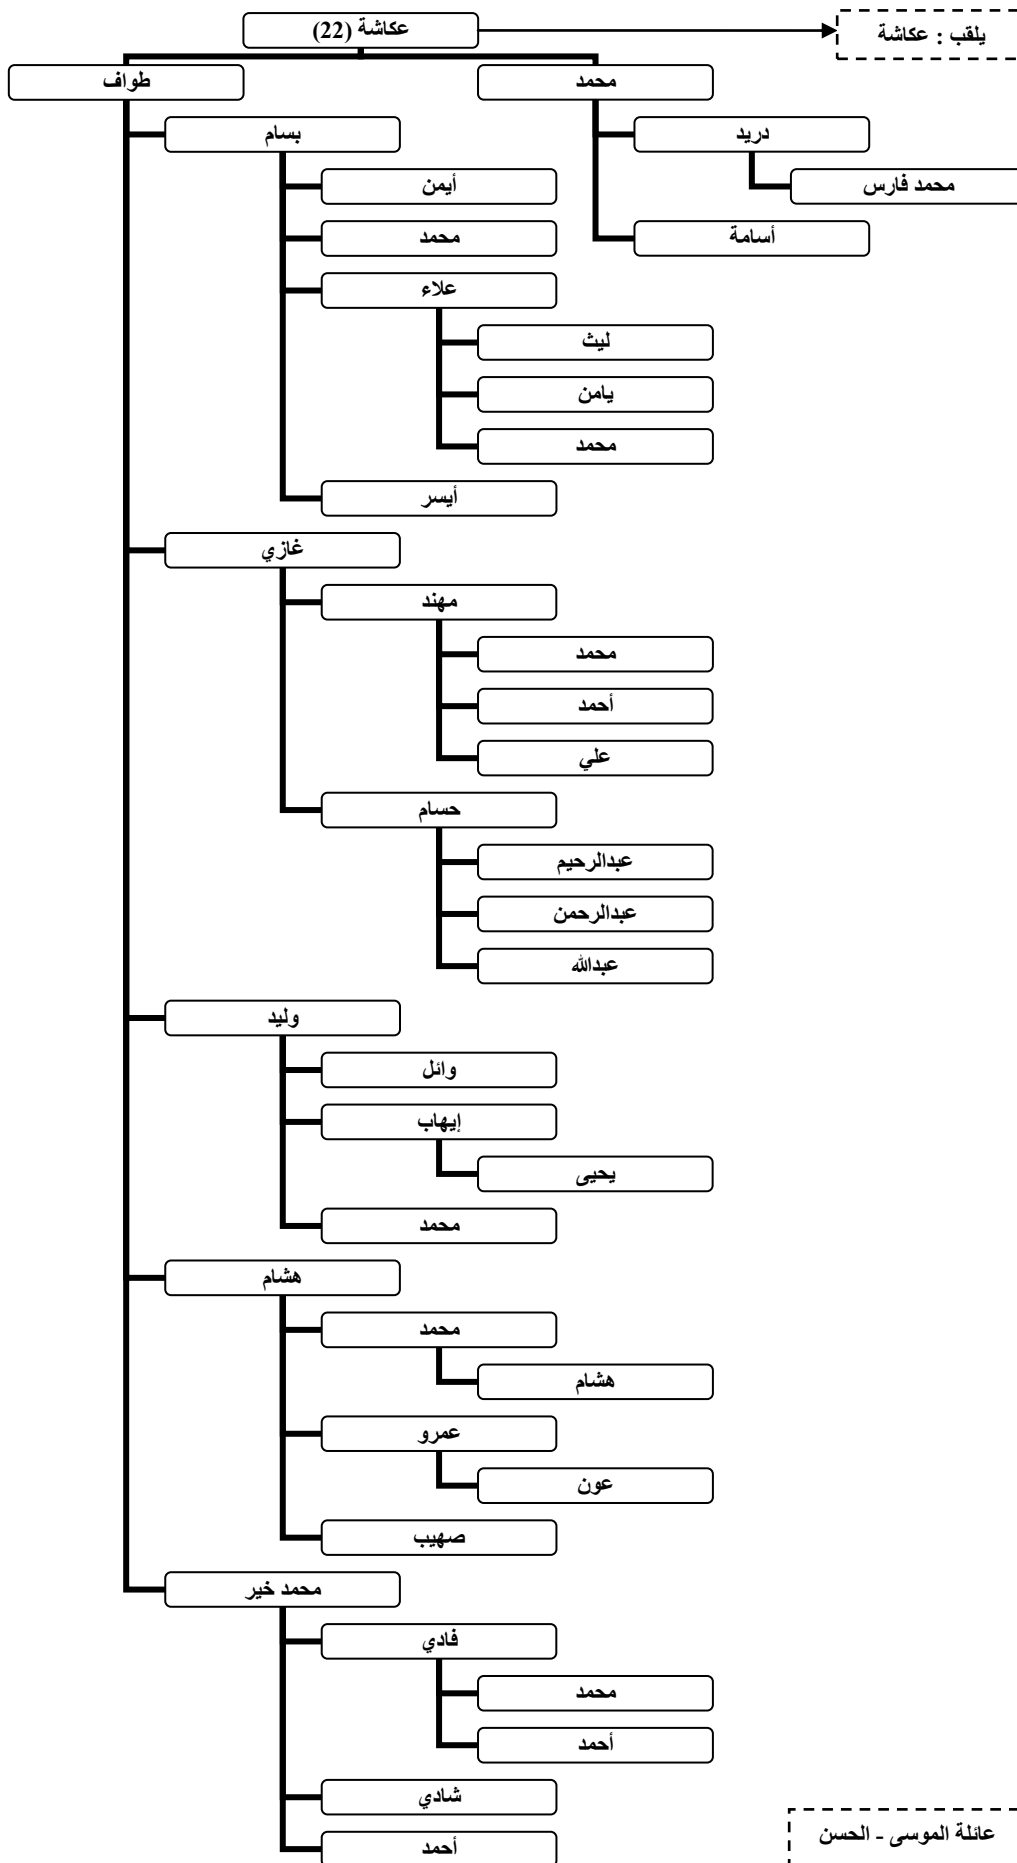 عكاشة (22)
يلقب : عكاشة
محمد
طواف
دريد
بسام
محمد فارس
أيمن
أسامة
محمد
علاء
ليث
يامن
محمد
أيسر
غازي
مهند
محمد
أحمد
علي
حسام
عبدالرحيم
عبدالرحمن
عبدالله
وليد
وائل
إيهاب
يحيى
محمد
هشام
محمد
هشام
عمرو
عون
صهيب
محمد خير
فادي
محمد
أحمد
شادي
عائلة الموسى - الحسن
أحمد